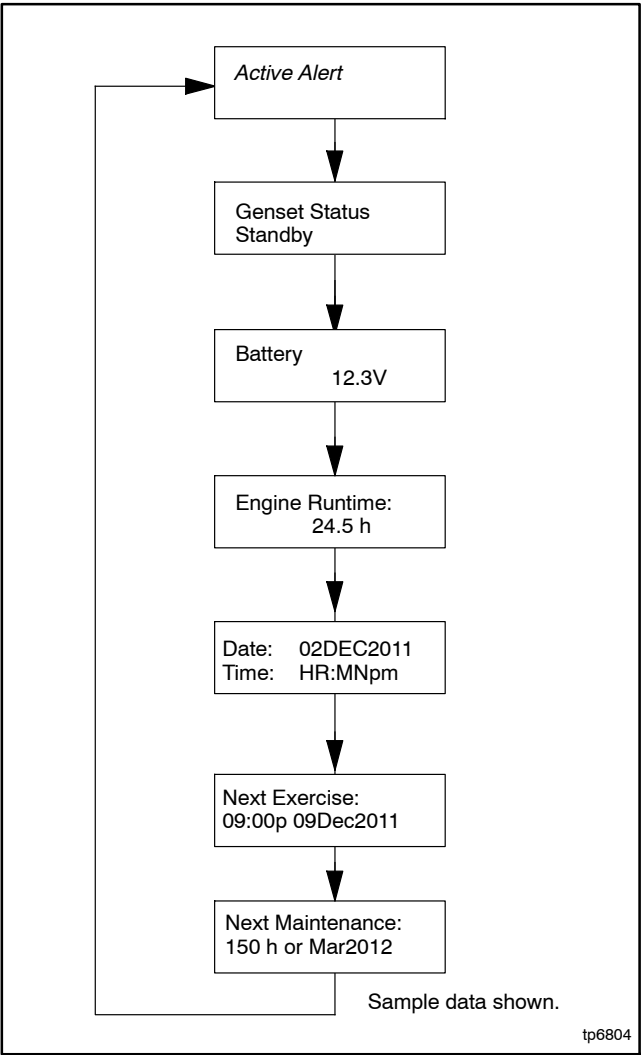 Active Alert
Genset Status
Standby
Battery
12.3V
Engine Runtime:
24.5 h
Date: 02DEC2011
Time: HR:MNpm
Next Exercise:
09:00p 09Dec2011
Next Maintenance:
150 h or Mar2012
Sample data shown.
tp6804